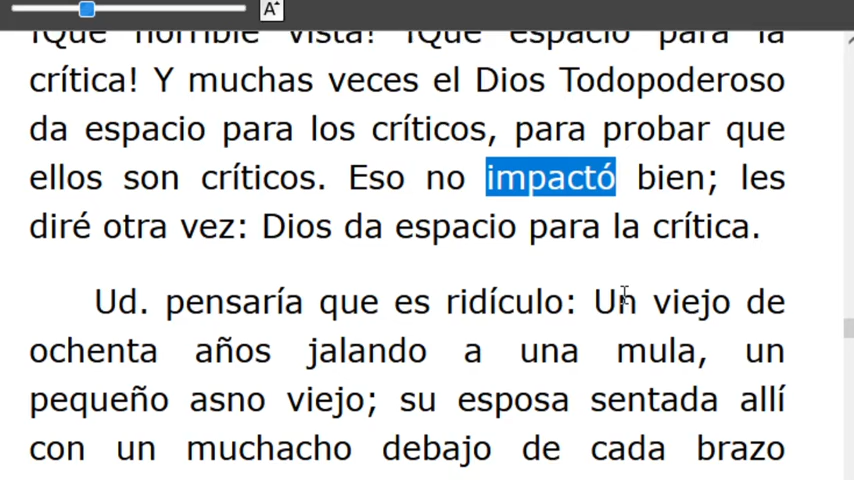 A
¡Qué horrible vista! ¡Qué espacio para la
crítica! Y muchas veces el Dios Todopoderoso
da espacio para los críticos, para probar que
ellos son críticos. Eso no impactó bien; les
diré otra vez: Dios da espacio para la crítica.
Ud. pensaría que es ridículo: Un viejo de
ochenta años jalando a una mula, un
pequeño asno viejo; su esposa sentada allí
con un muchacho debajo de cada brazo